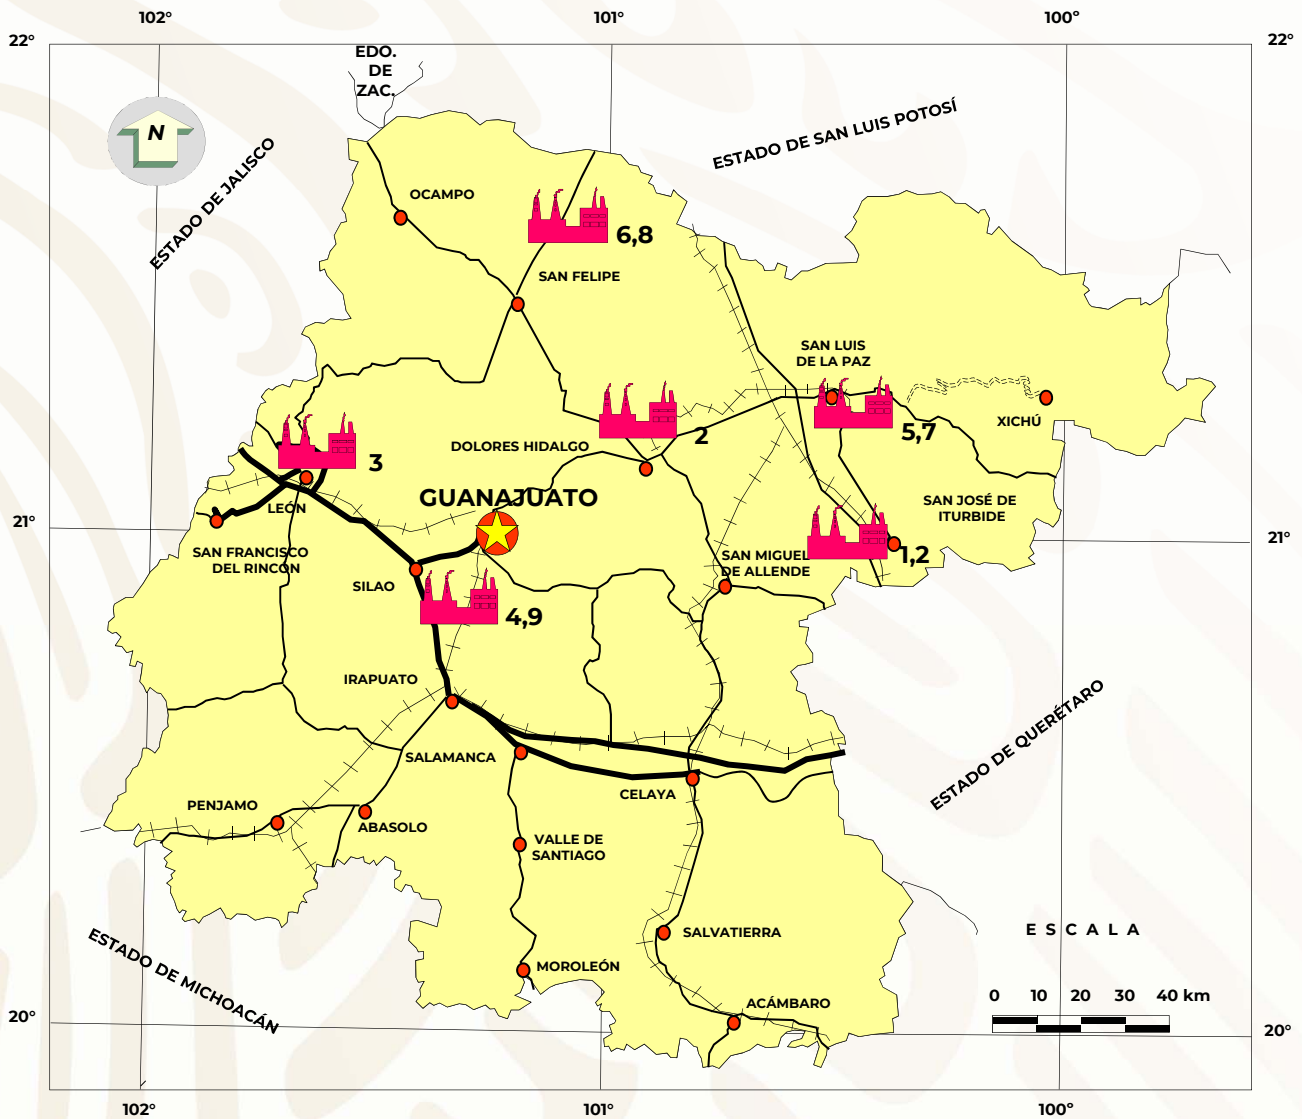 102°
101°
100°
22°
22°
EDO.
DE
ZAC.
N
ESTADO DE JALISCO
ESTADO DE SAN LUIS POTOSÍ
OCAMPO
6,8
SAN FELIPE
SAN LUIS
DE LA PAZ
XICHÚ
5,7
2
DOLORES HIDALGO
3
GUANAJUATO
LEÓN
SAN JOSÉ DE
ITURBIDE
21°
21°
SAN FRANCISCO
DEL RINCÓN
SAN MIGUEL
DE ALLENDE
1,2
SILAO
4,9
IRAPUATO
SALAMANCA
CELAYA
ESTADO DE QUERÉTARO
PENJAMO
ABASOLO
VALLE DE
SANTIAGO
SALVATIERRA
ESCALA
ESTADO DE MICHOACÁN
MOROLEÓN
ACÁMBARO
0 10 20 30 40 km
20°
20°
102°
101°
100°